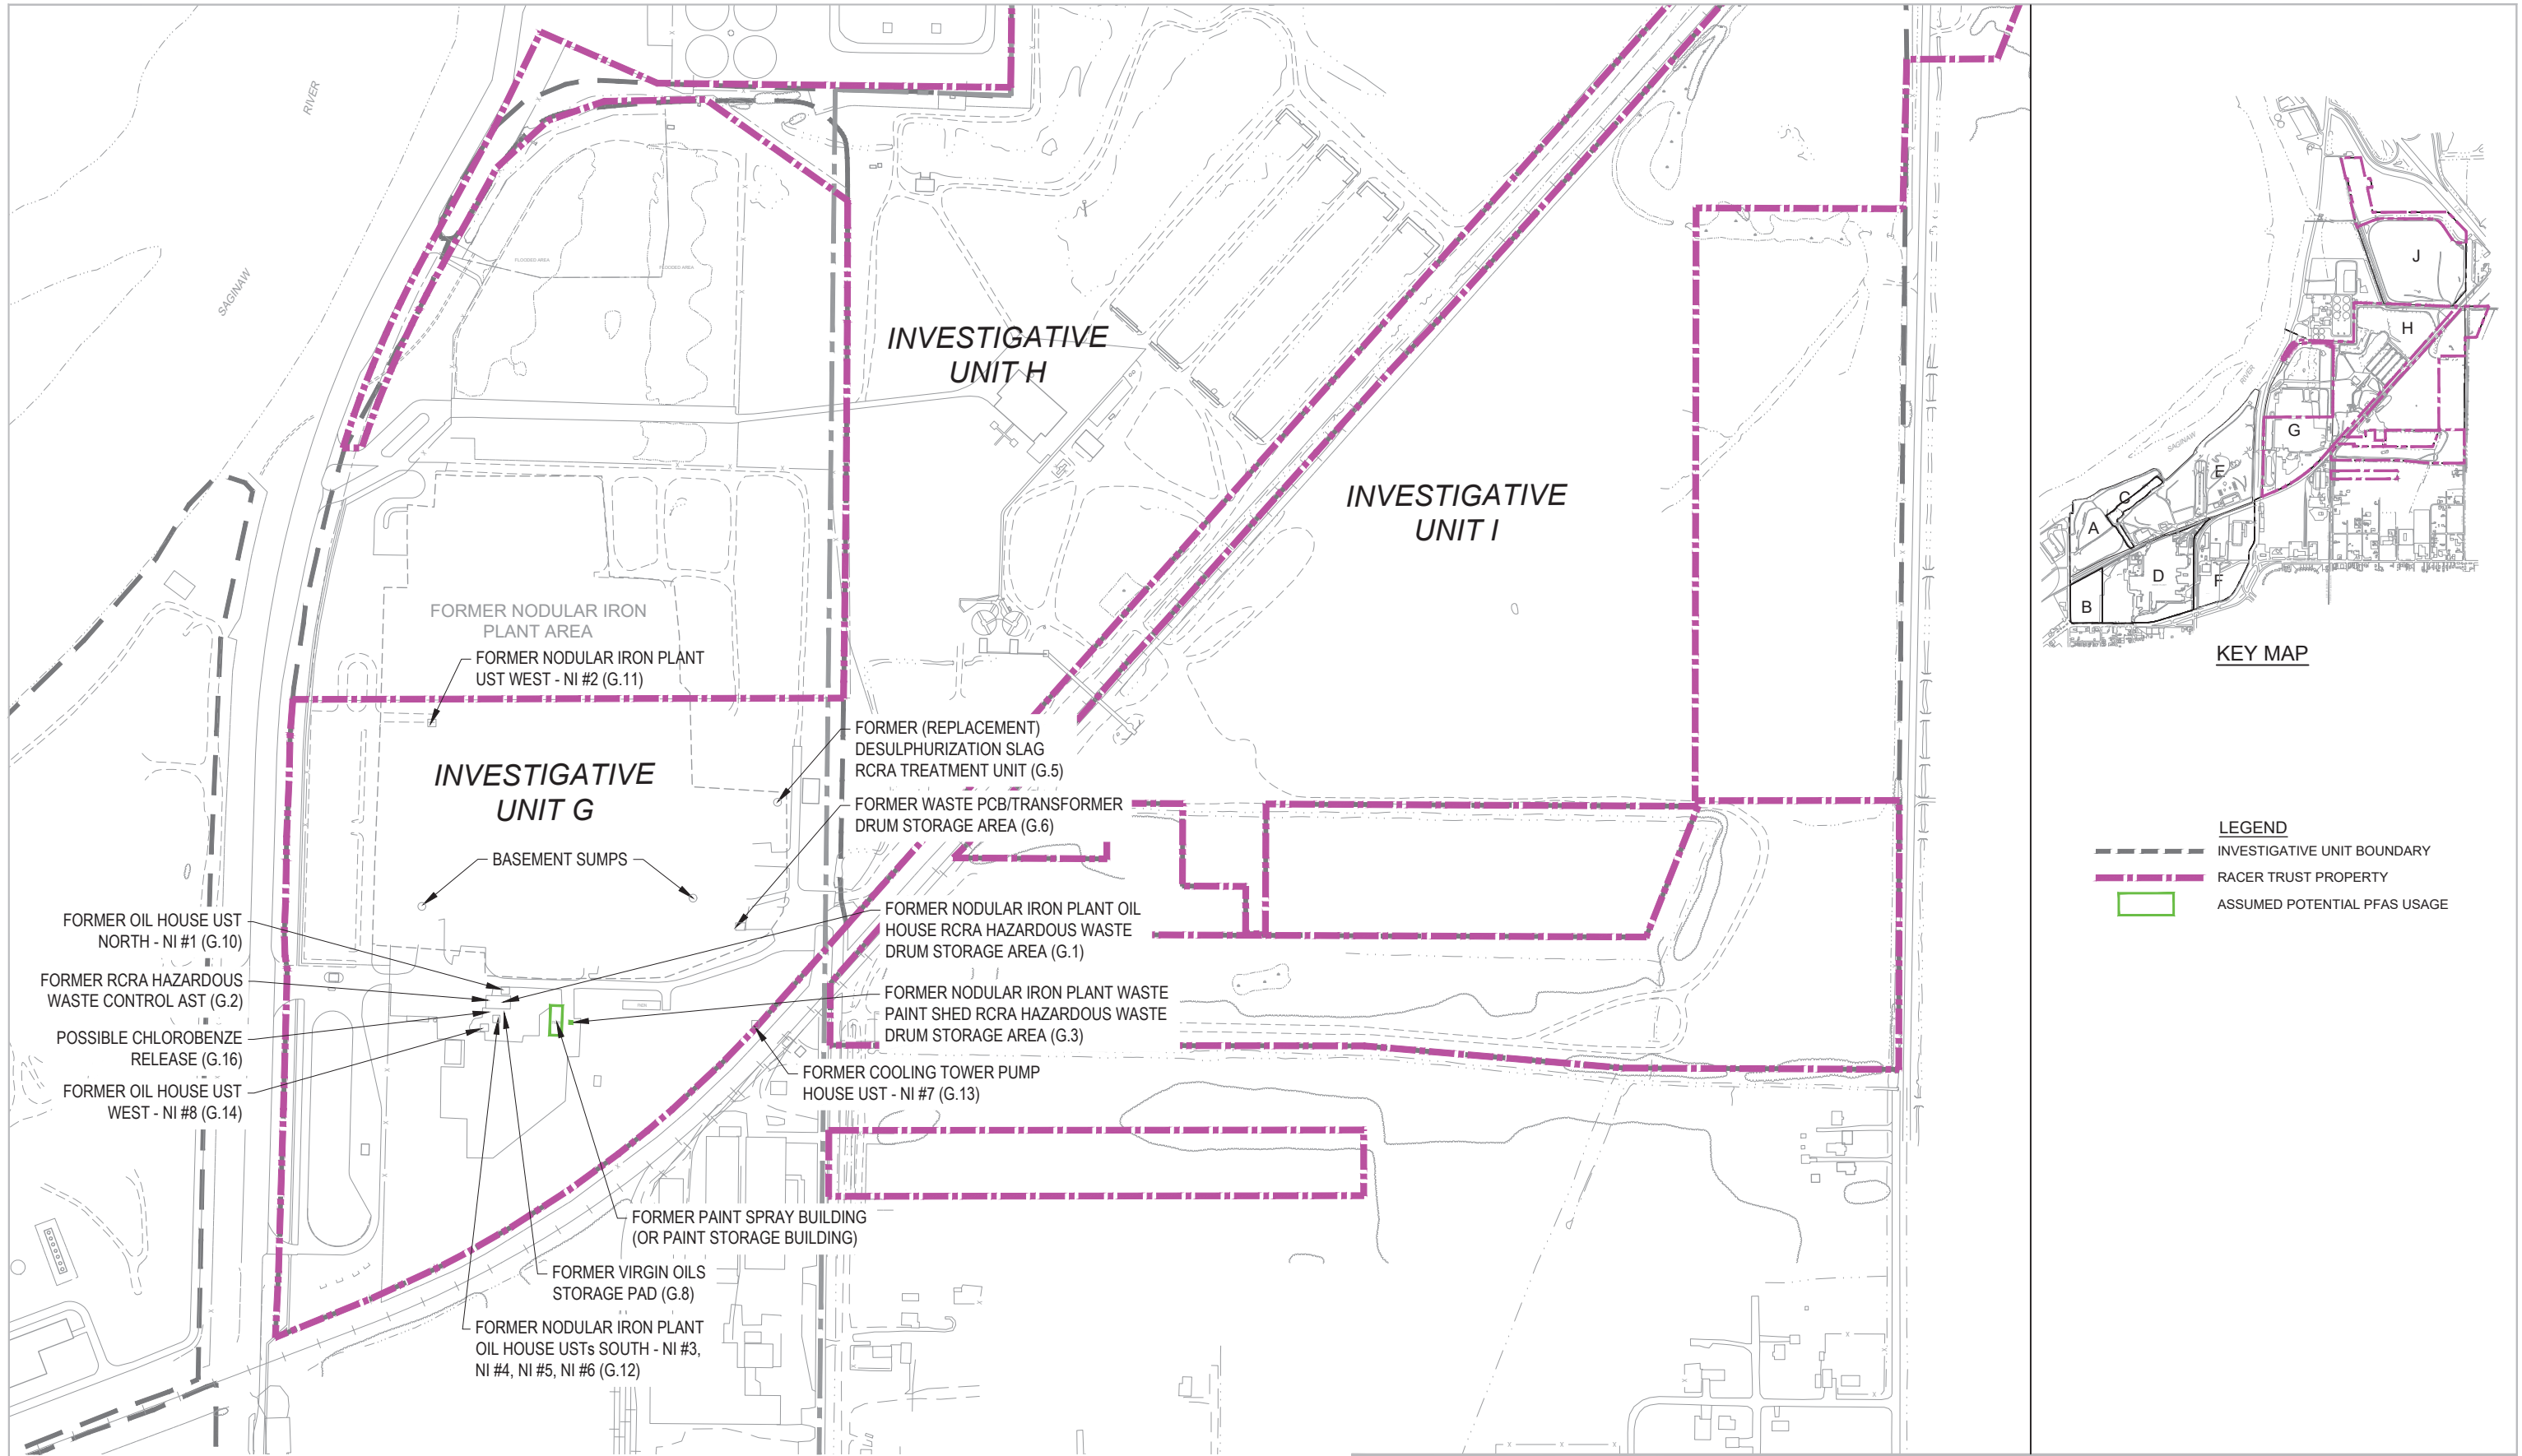 RIVER
SAGINAW
FLOODED AREA
FLOODED AREA
INVESTIGATIVE
UNIT H
INVESTIGATIVE
UNIT I
FORMER NODULAR IRON
PLANT AREA
FORMER NODULAR IRON PLANT
UST WEST - NI #2 (G.11)
INVESTIGATIVE
UNIT G
FORMER (REPLACEMENT)
DESULPHURIZATION SLAG
RCRA TREATMENT UNIT (G.5)
FORMER WASTE PCB/TRANSFORMER
DRUM STORAGE AREA (G.6)
BASEMENT SUMPS
FORMER NODULAR IRON PLANT OIL
HOUSE RCRA HAZARDOUS WASTE
DRUM STORAGE AREA (G.1)
FORMER OIL HOUSE UST
NORTH - NI #1 (G.10)
FORMER RCRA HAZARDOUS
WASTE CONTROL AST (G.2)
POSSIBLE CHLOROBENZE
RELEASE (G.16)
FORMER OIL HOUSE UST
WEST - NI #8 (G.14)
FORMER NODULAR IRON PLANT WASTE
PAINT SHED RCRA HAZARDOUS WASTE
DRUM STORAGE AREA (G.3)
FORMER COOLING TOWER PUMP
HOUSE UST - NI #7 (G.13)
FORMER PAINT SPRAY BUILDING
(OR PAINT STORAGE BUILDING)
FORMER VIRGIN OILS
STORAGE PAD (G.8)
FORMER NODULAR IRON PLANT
OIL HOUSE USTs SOUTH - NI #3,
NI #4, NI #5, NI #6 (G.12)
J
H
RIVER
G
SAGINAW
E
C
A
D
F
B
KEY MAP
LEGEND
INVESTIGATIVE UNIT BOUNDARY
RACER TRUST PROPERTY
ASSUMED POTENTIAL PFAS USAGE